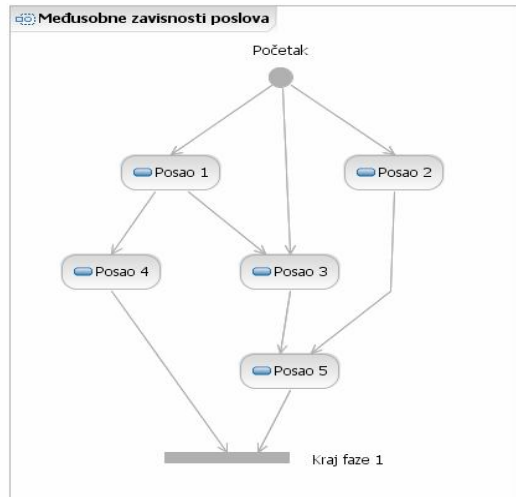 Međusobne zavisnosti poslova
Početak
Posao 1
Posao 2
Posao 4
Posao 3
Posao 5
Kraj faze 1